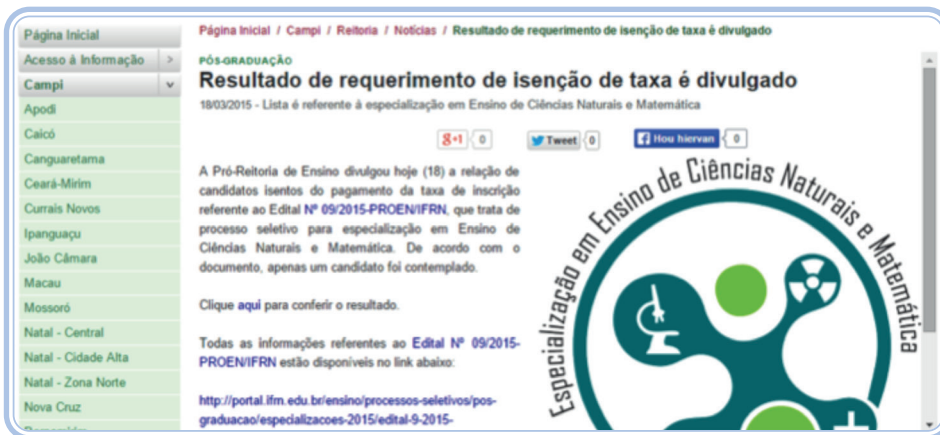 Página Inicial
Acesso à Informação >
Campi v
Apodi
Caicó
Canguaretama
Ceará-Mirim
Currais Novos
Ipanguaçu
João Câmara
Macau
Mossoró
Natal - Central
Natal - Cidade Alta
Natal - Zona Norte
Nova Cruz
Página Inicial / Campi / Reitoria / Notícias / Resultado de requerimento de isenção de taxa é divulgado
PÓS-GRADUAÇÃO
Resultado de requerimento de isenção de taxa é divulgado
18/03/2015 - Lista é referente à especialização em Ensino de Ciências Naturais e Matemática
g+1 0 Tweet 0 Hou hiervan 0
A Pró-Reitoria de Ensino divulgou hoje (18) a relação de
candidatos isentos do pagamento da taxa de inscrição
referente ao Edital Nº 09/2015-PROEN/IFRN, que trata de
processo seletivo para especialização em Ensino de
Ciências Naturais e Matemática. De acordo com o
documento, apenas um candidato foi contemplado.
Clique aqui para conferir o resultado.
Todas as informações referentes ao Edital Nº 09/2015-
PROEN/IFRN estão disponíveis no link abaixo:
http://portal.ifrn.edu.br/ensino/processos-seletivos/pos-
graduacao/especializacoes-2015/edital-9-2015-
Especialização em Ensino de Ciências Naturais e Matemática